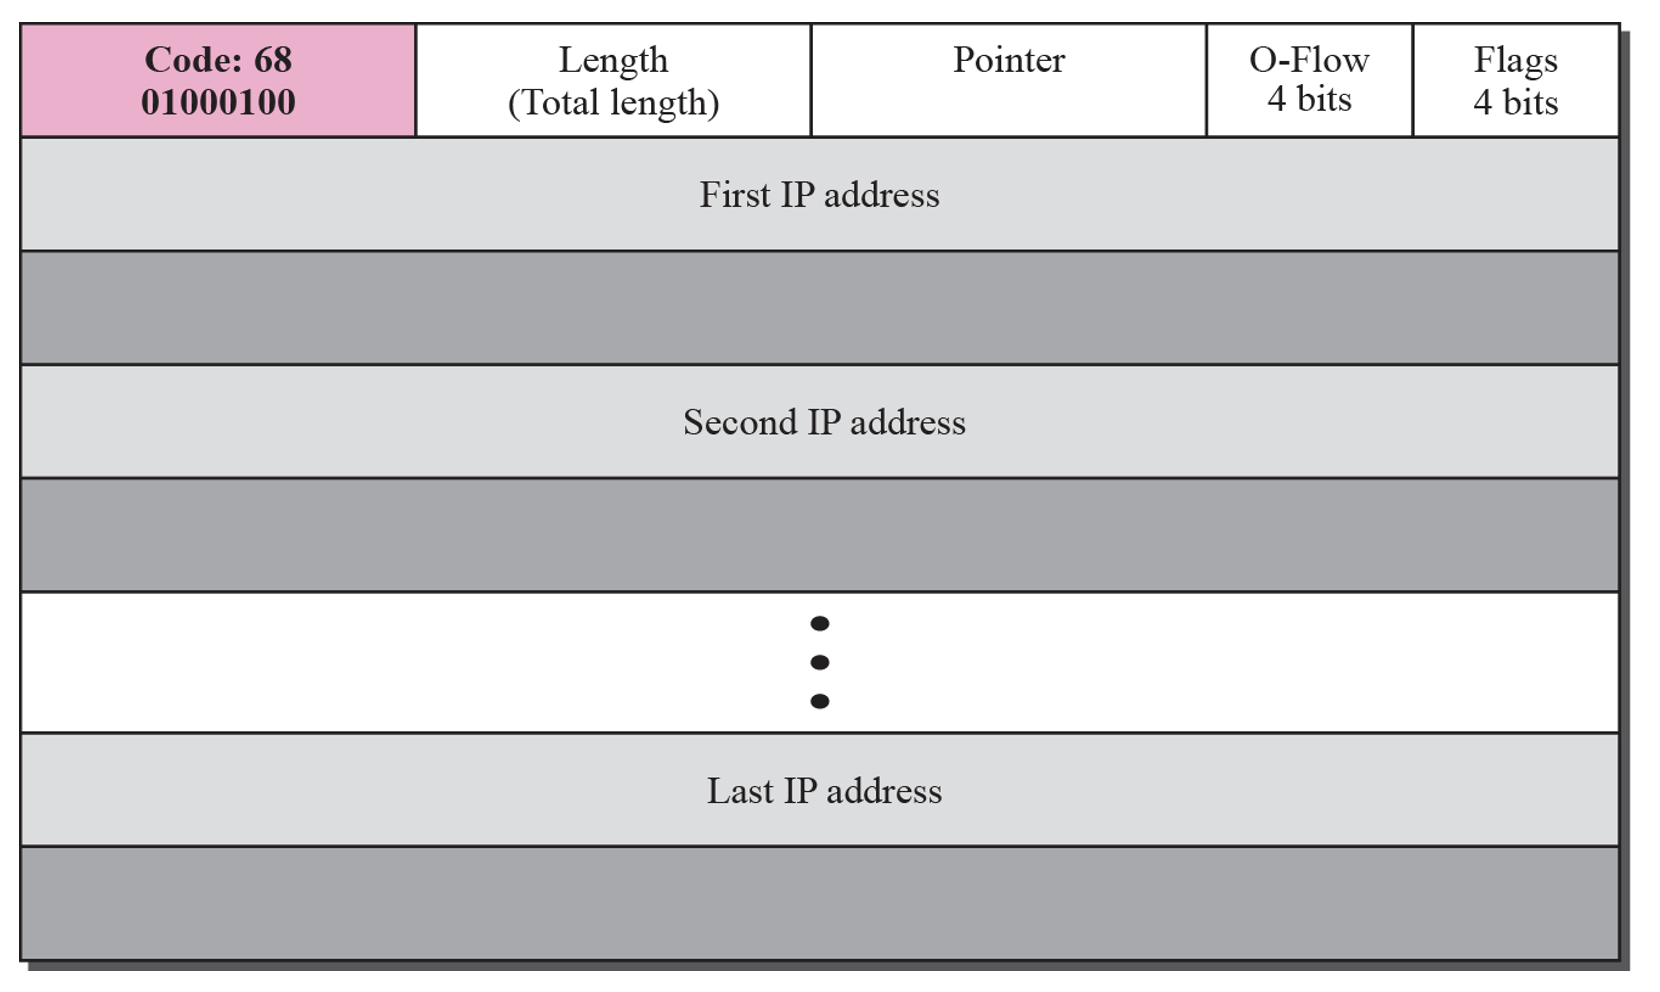 Code: 68
01000100
Length
(Total length)
Pointer
O-Flow
4 bits
Flags
4 bits
First IP address
Second IP address
Last IP address